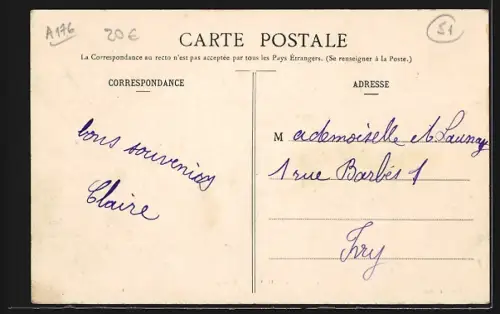 A176
20€
51
CARTE POSTALE
La Correspondance au recto n'est pas acceptée par tous les Pays Étrangers. (Se renseigner à la Poste.)
CORRESPONDANCE
ADRESSE
bons souvenirs
Claire
Mademoiselle Launay
1 rue Barbés 1
Ivry